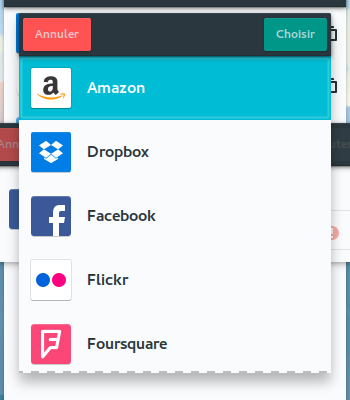 Annuler
Choisir
Amazon
Dropbox
Facebook
Flickr
Foursquare